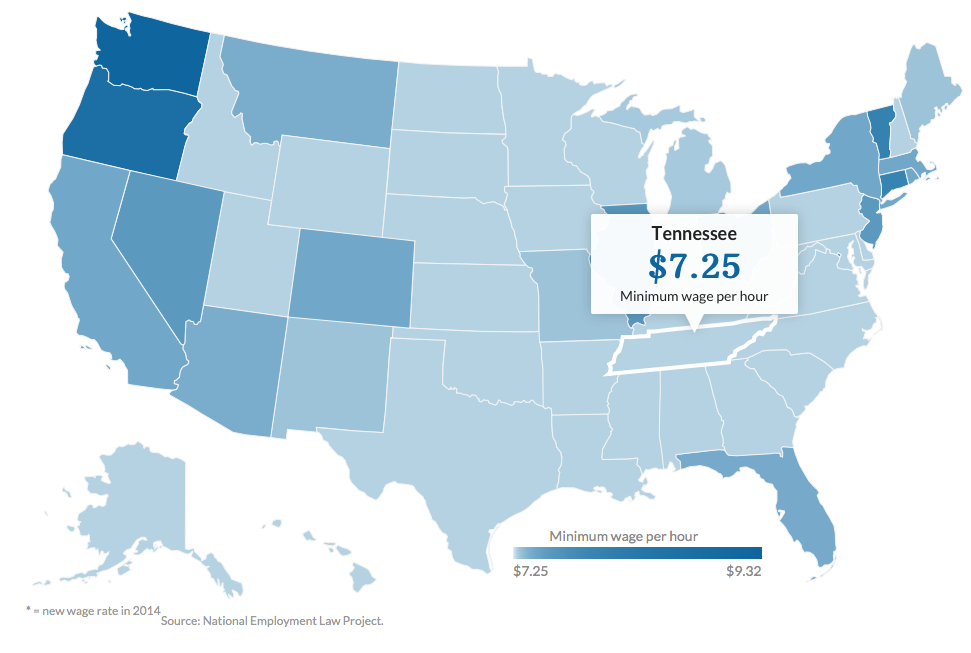 Tennessee
$7.25
Minimum wage per hour
Minimum wage per hour
$7.25 $9.32
* = new wage rate in 2014
Source: National Employment Law Project.